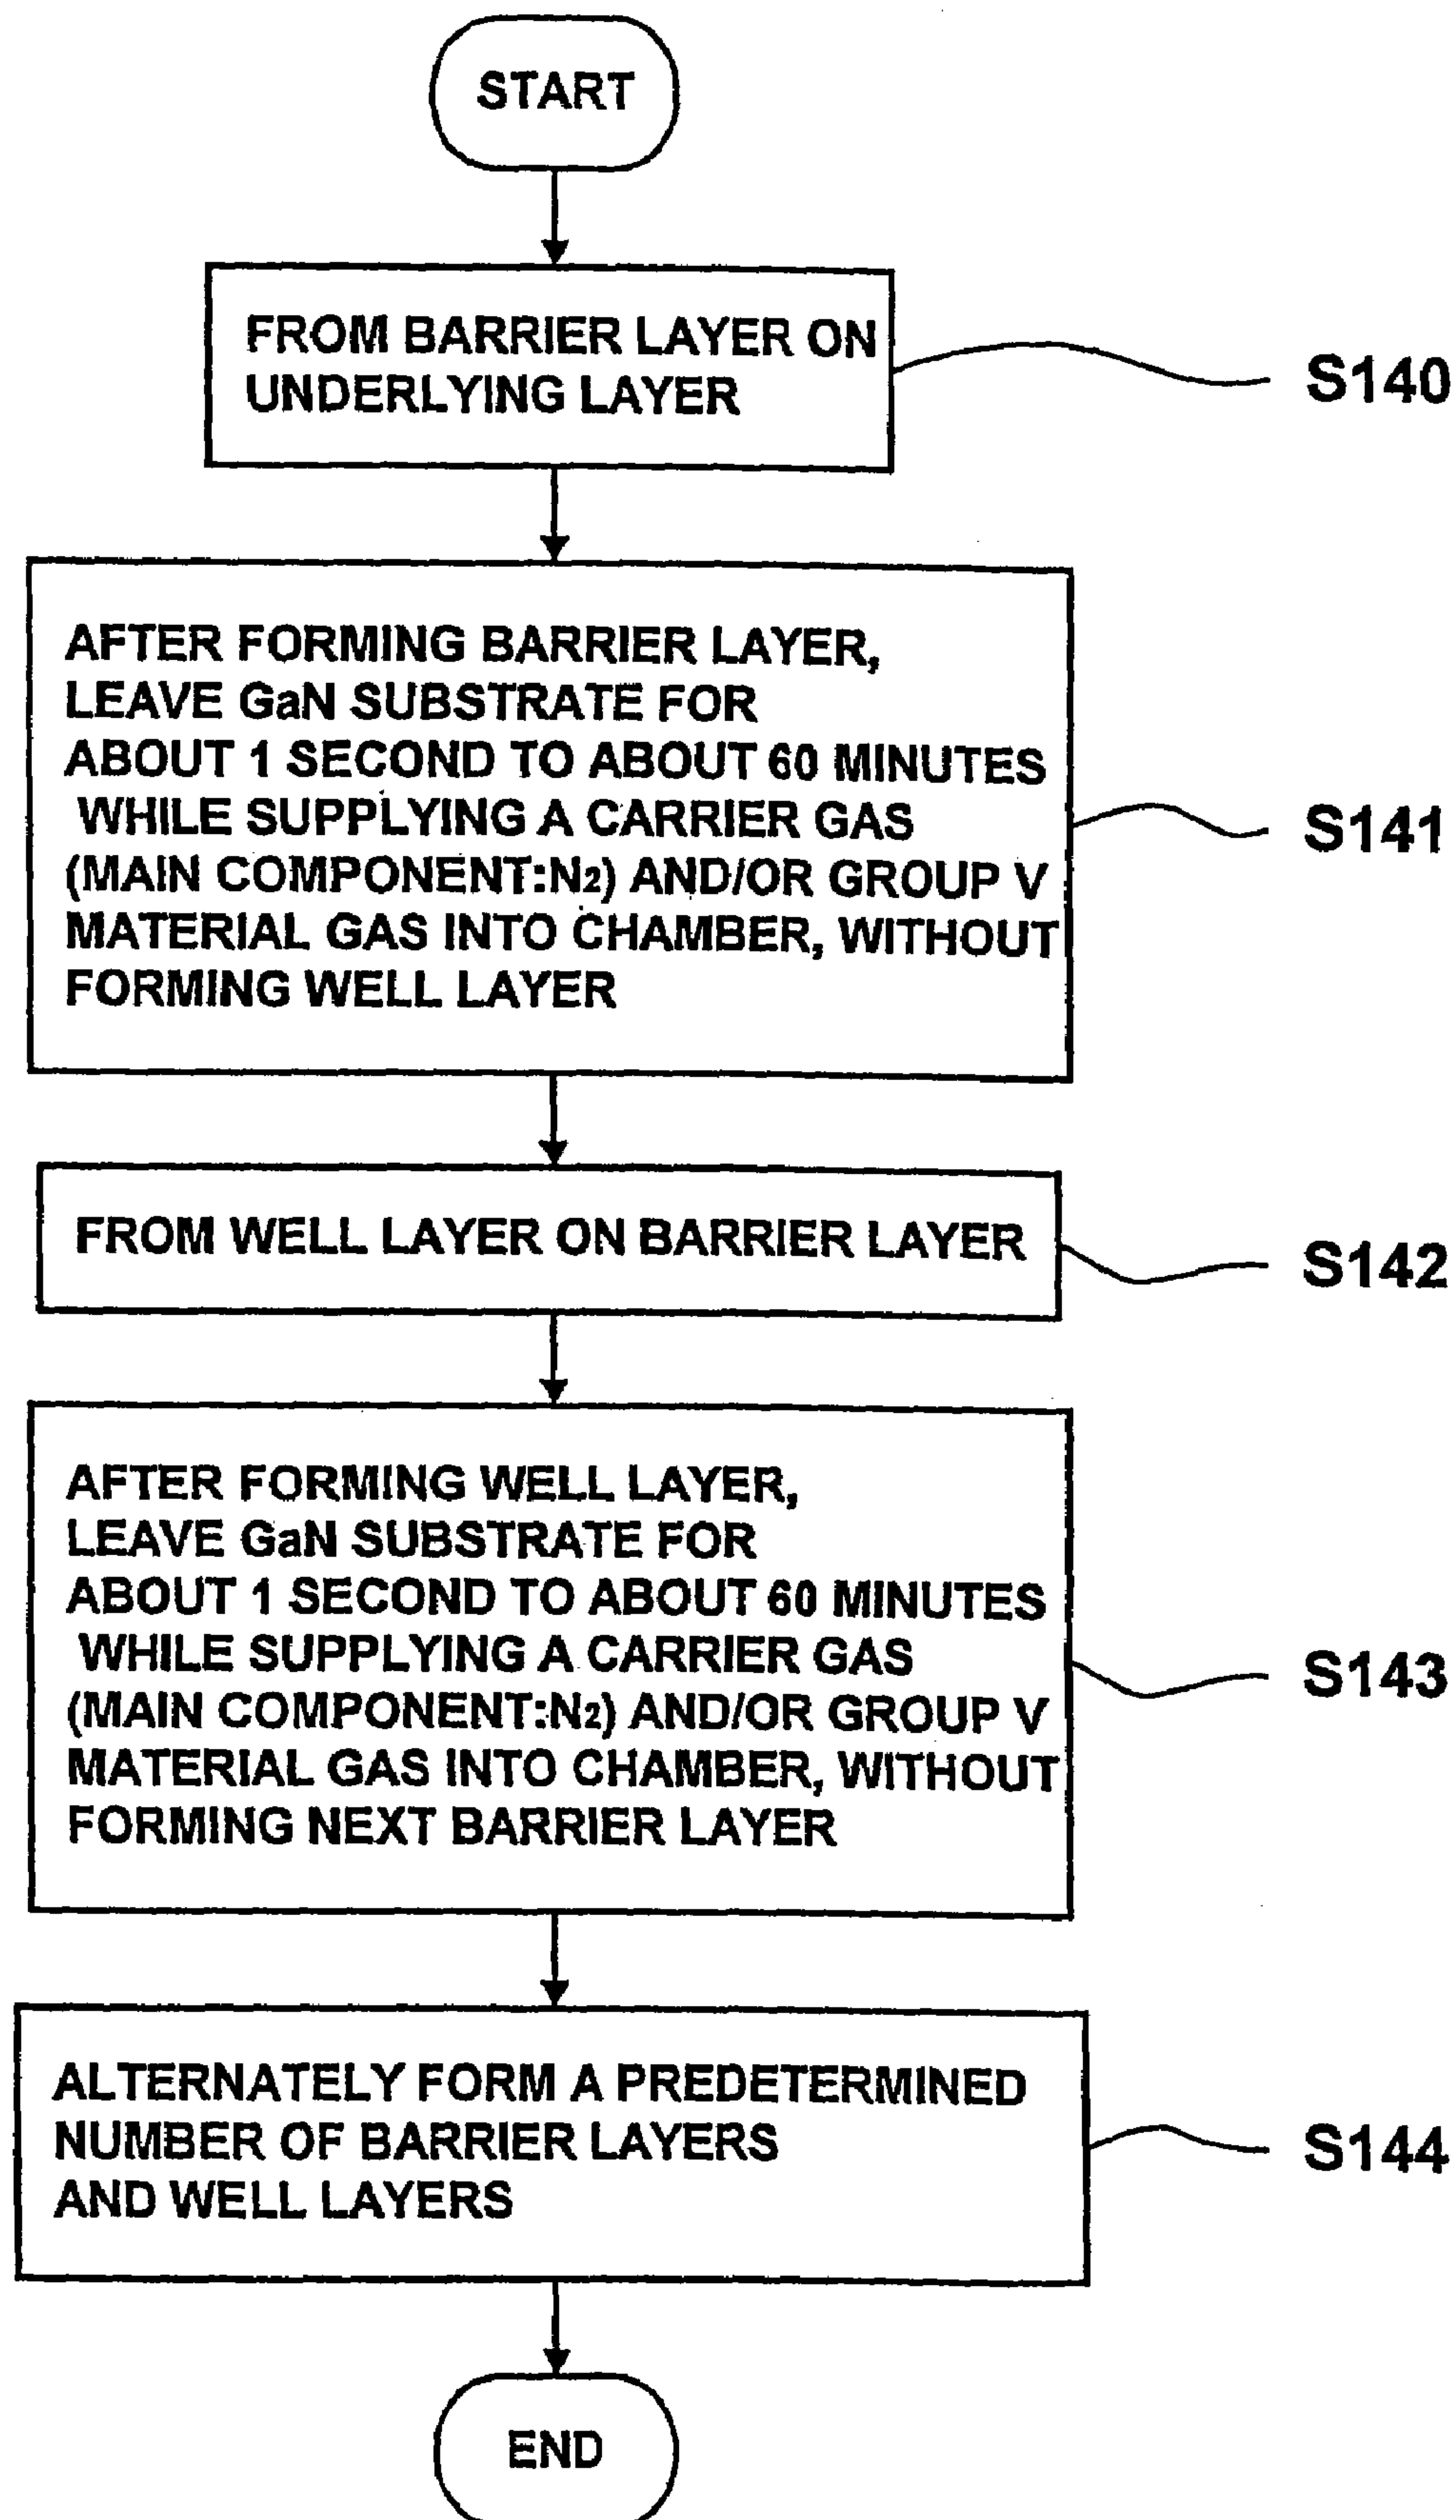 START
FROM BARRIER LAYER ON
UNDERLYING LAYER
S140
AFTER FORMING BARRIER LAYER,
LEAVE GaN SUBSTRATE FOR
ABOUT 1 SECOND TO ABOUT 60 MINUTES
WHILE SUPPLYING A CARRIER GAS
(MAIN COMPONENT:N₂) AND/OR GROUP V
MATERIAL GAS INTO CHAMBER, WITHOUT
FORMING WELL LAYER
S141
FROM WELL LAYER ON BARRIER LAYER
S142
AFTER FORMING WELL LAYER,
LEAVE GaN SUBSTRATE FOR
ABOUT 1 SECOND TO ABOUT 60 MINUTES
WHILE SUPPLYING A CARRIER GAS
(MAIN COMPONENT:N₂) AND/OR GROUP V
MATERIAL GAS INTO CHAMBER, WITHOUT
FORMING NEXT BARRIER LAYER
S143
ALTERNATELY FORM A PREDETERMINED
NUMBER OF BARRIER LAYERS
AND WELL LAYERS
S144
END